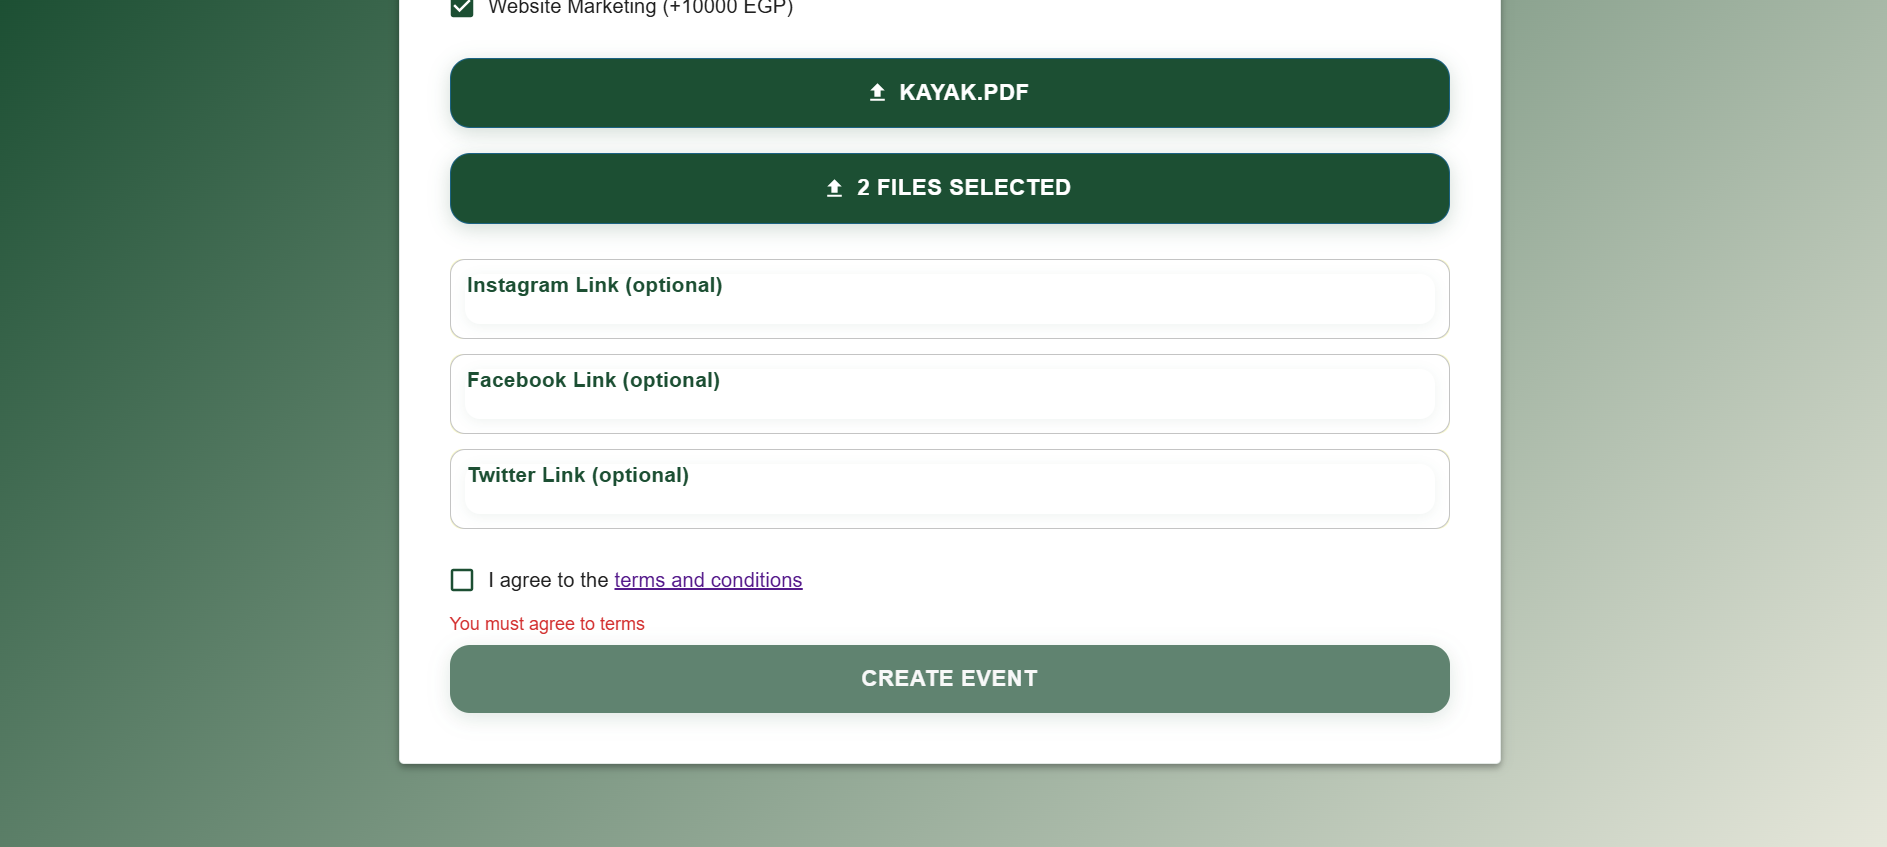 Website Marketing (+10000 EGP)
KAYAK.PDF
2 FILES SELECTED
Instagram Link (optional)
Facebook Link (optional)
Twitter Link (optional)
I agree to the terms and conditions
You must agree to terms
CREATE EVENT